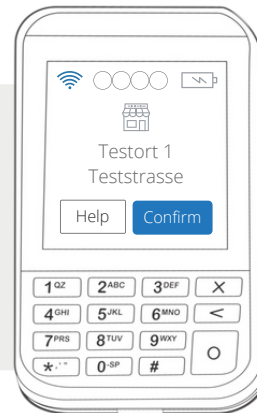 Testort 1
Teststrasse
Help Confirm
1 QZ 2 ABC 3 DEF X
4 GHI 5 JKL 6 MNO <
7 PRS 8 TUV 9 WXY O
*.'" 0-SP #